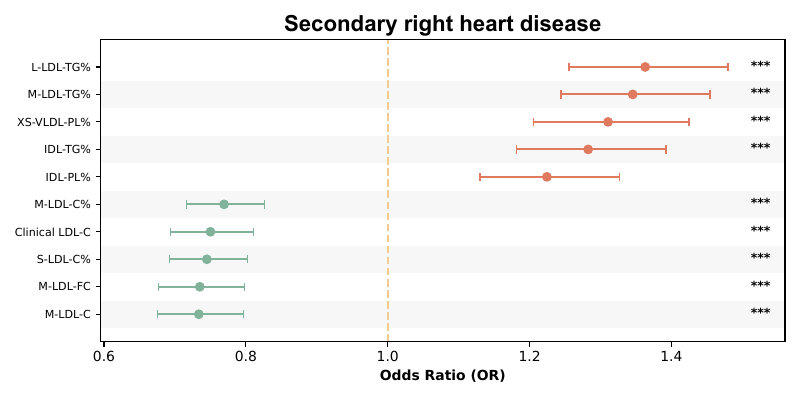 Secondary right heart disease
L-LDL-TG% ***
M-LDL-TG% ***
XS-VLDL-PL% ***
IDL-TG% ***
IDL-PL%
M-LDL-C% ***
Clinical LDL-C ***
S-LDL-C% ***
M-LDL-FC ***
M-LDL-C ***
0.6 0.8 1.0 1.2 1.4
Odds Ratio (OR)